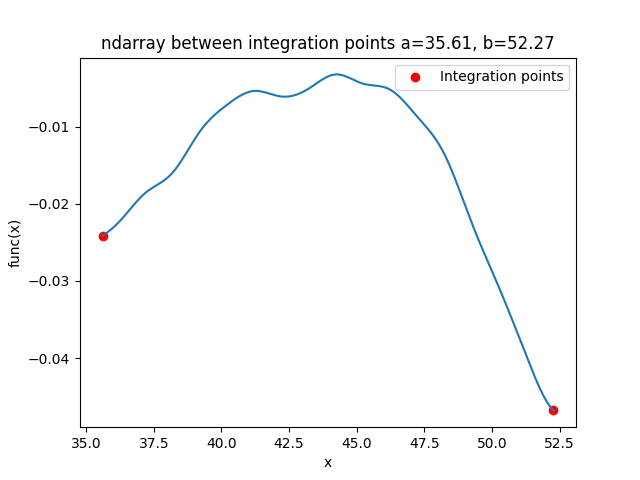 ndarray between integration points a=35.61, b=52.27
Integration points
−0.01
−0.02
−0.03
−0.04
func(x)
35.0 37.5 40.0 42.5 45.0 47.5 50.0 52.5
x